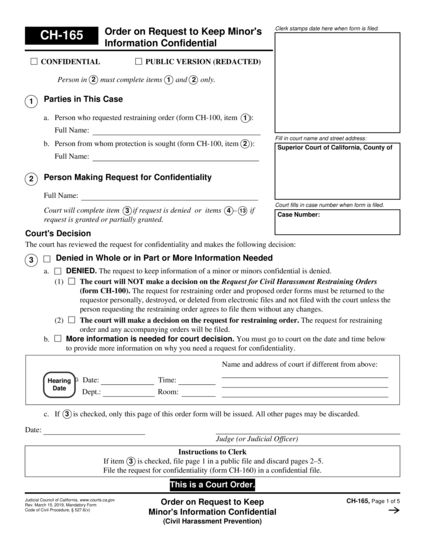 CH-165
Order on Request to Keep Minor's
Information Confidential
Clerk stamps date here when form is filed.
CONFIDENTIAL
PUBLIC VERSION (REDACTED)
Person in 2 must complete items 1 and 2 only.
1 Parties in This Case
a. Person who requested restraining order (form CH-100, item 1):
Full Name:
b. Person from whom protection is sought (form CH-100, item 2):
Full Name:
Fill in court name and street address:
Superior Court of California, County of
2 Person Making Request for Confidentiality
Full Name:
Court fills in case number when form is filed.
Case Number:
Court will complete item 3 if request is denied or items 4–13 if
request is granted or partially granted.
Court's Decision
The court has reviewed the request for confidentiality and makes the following decision:
3 Denied in Whole or in Part or More Information Needed
a. DENIED. The request to keep information of a minor or minors confidential is denied.
(1) The court will NOT make a decision on the Request for Civil Harassment Restraining Orders
(form CH-100). The request for restraining order and proposed order forms must be returned to the
requestor personally, destroyed, or deleted from electronic files and not filed with the court unless the
person requesting the restraining order agrees to file them without any changes.
(2) The court will make a decision on the request for restraining order. The request for restraining
order and any accompanying orders will be filed.
b. More information is needed for court decision. You must go to court on the date and time below
to provide more information on why you need a request for confidentiality.
Name and address of court if different from above:
Hearing
Date
Date:
Time:
Dept.:
Room:
c. If 3 is checked, only this page of this order form will be issued. All other pages may be discarded.
Date:
Judge (or Judicial Officer)
Instructions to Clerk
If item 3 is checked, file page 1 in a public file and discard pages 2–5.
File the request for confidentiality (form CH-160) in a confidential file.
This is a Court Order.
Judicial Council of California, www.courts.ca.gov
Rev. March 15, 2019, Mandatory Form
Code of Civil Procedure, § 527.6(v)
Order on Request to Keep
Minor's Information Confidential
(Civil Harassment Prevention)
CH-165, Page 1 of 5